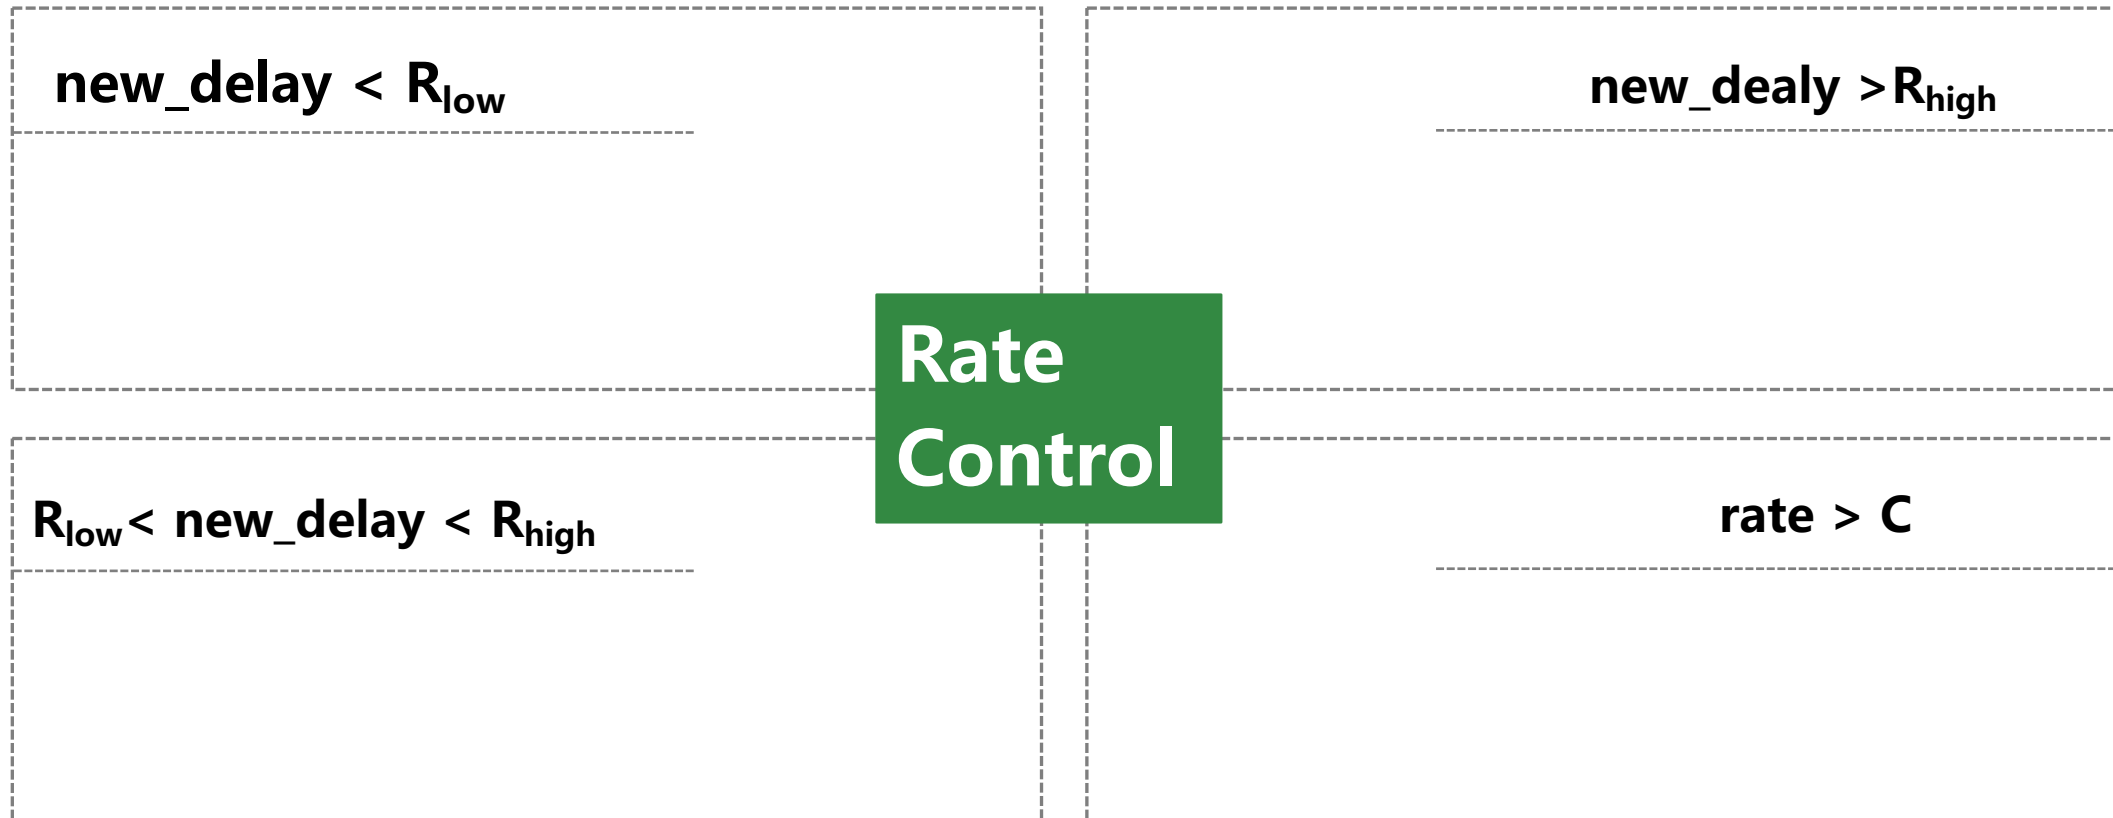 new_delay < Rlow
new_dealy >Rhigh
Rate
Control
Rlow< new_delay < Rhigh
rate > C